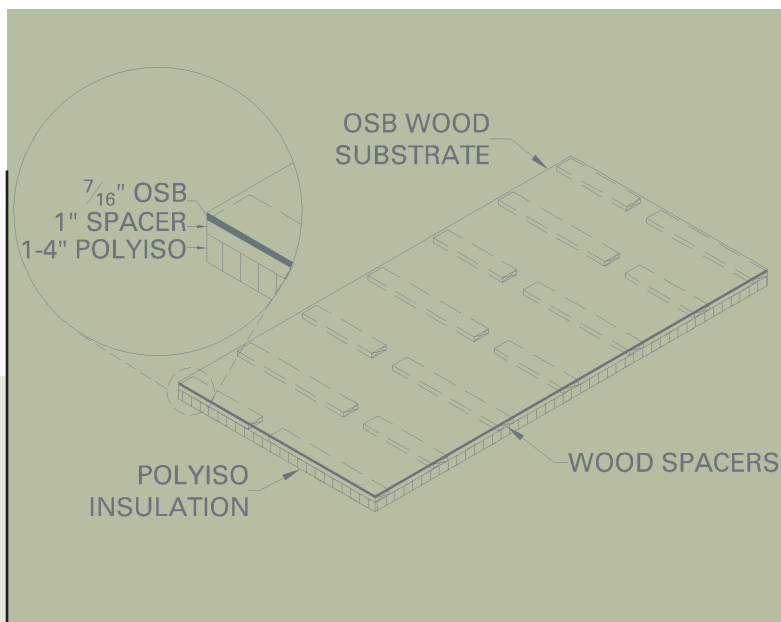 OSB WOOD
SUBSTRATE
7/16" OSB
1" SPACER
1-4" POLYISO
WOOD SPACERS
POLYISO
INSULATION